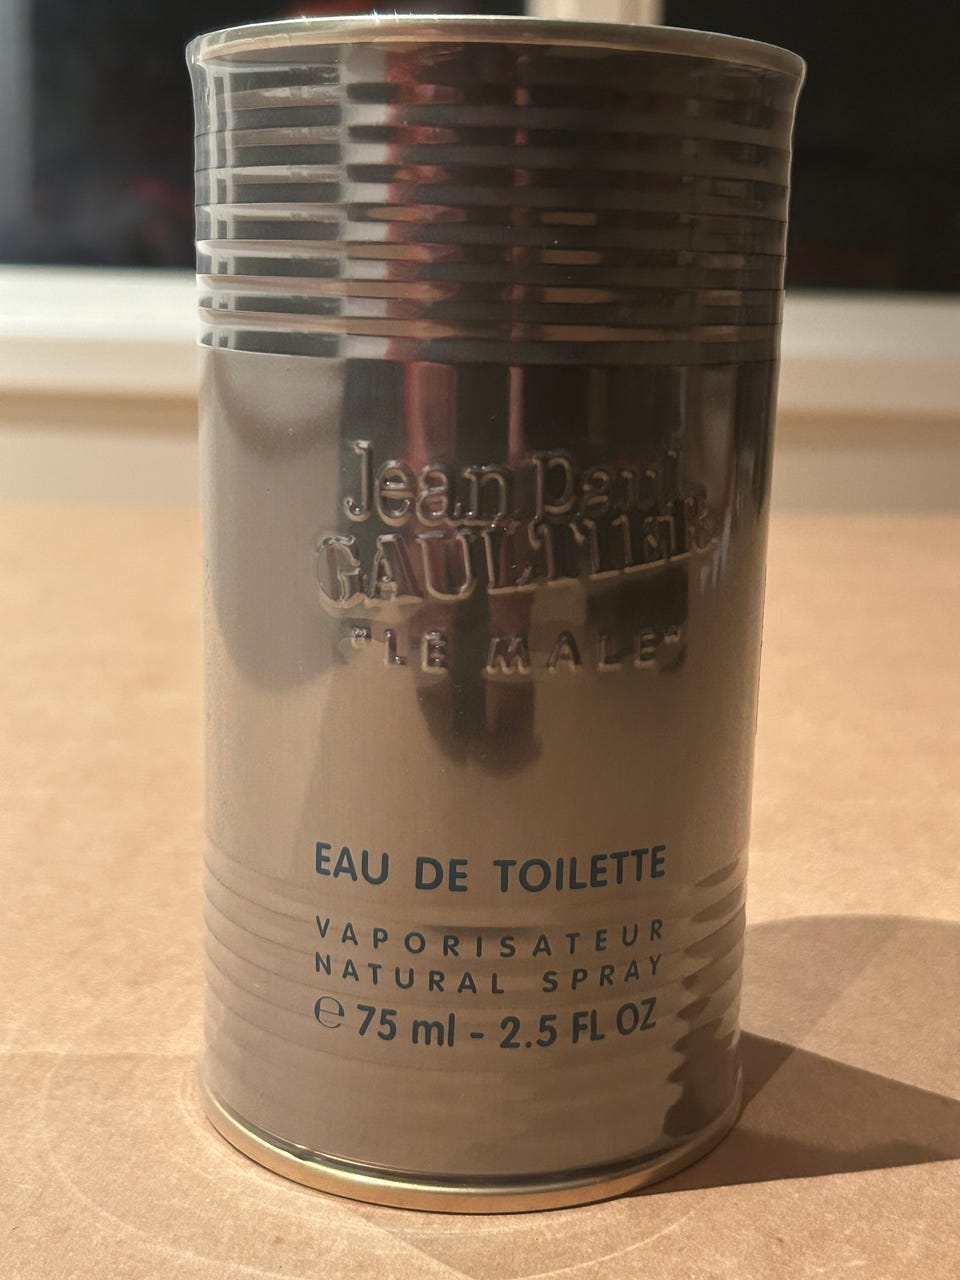 Jean Paul
GAULTIER
"LE MALE"
EAU DE TOILETTE
VAPORISATEUR
NATURAL SPRAY
℮ 75 ml - 2.5 FL OZ